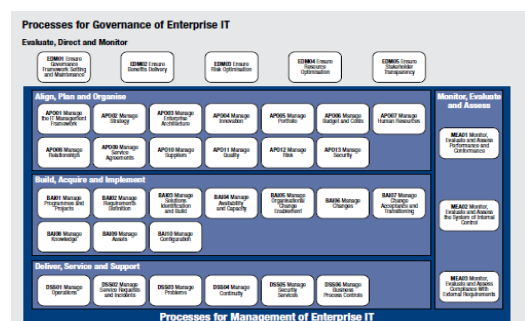 Processes for Governance of Enterprise IT
Evaluate, Direct and Monitor
EDM01 Ensure
Governance
Framework Setting
and Maintenance
EDM02 Ensure
Benefits Delivery
EDM03 Ensure
Risk Optimisation
EDM04 Ensure
Resource
Optimisation
EDM05 Ensure
Stakeholder
Transparency
Align, Plan and Organise
APO01 Manage
the IT Management
Framework
APO02 Manage
Strategy
APO03 Manage
Enterprise
Architecture
APO04 Manage
Innovation
APO05 Manage
Portfolio
APO06 Manage
Budget and Costs
APO07 Manage
Human Resources
APO08 Manage
Relationships
APO09 Manage
Service
Agreements
APO10 Manage
Suppliers
APO11 Manage
Quality
APO12 Manage
Risk
APO13 Manage
Security
Build, Acquire and Implement
BAI01 Manage
Programmes and
Projects
BAI02 Manage
Requirements
Definition
BAI03 Manage
Solutions
Identification
and Build
BAI04 Manage
Availability
and Capacity
BAI05 Manage
Organisational
Change
Enablement
BAI06 Manage
Changes
BAI07 Manage
Change
Acceptance and
Transitioning
BAI08 Manage
Knowledge
BAI09 Manage
Assets
BAI10 Manage
Configuration
Deliver, Service and Support
DSS01 Manage
Operations
DSS02 Manage
Service Requests
and Incidents
DSS03 Manage
Problems
DSS04 Manage
Continuity
DSS05 Manage
Security
Services
DSS06 Manage
Business
Process Controls
Monitor, Evaluate
and Assess
MEA01 Monitor,
Evaluate and Assess
Performance and
Conformance
MEA02 Monitor,
Evaluate and Assess
the System of Internal
Control
MEA03 Monitor,
Evaluate and Assess
Compliance With
External Requirements
Processes for Management of Enterprise IT